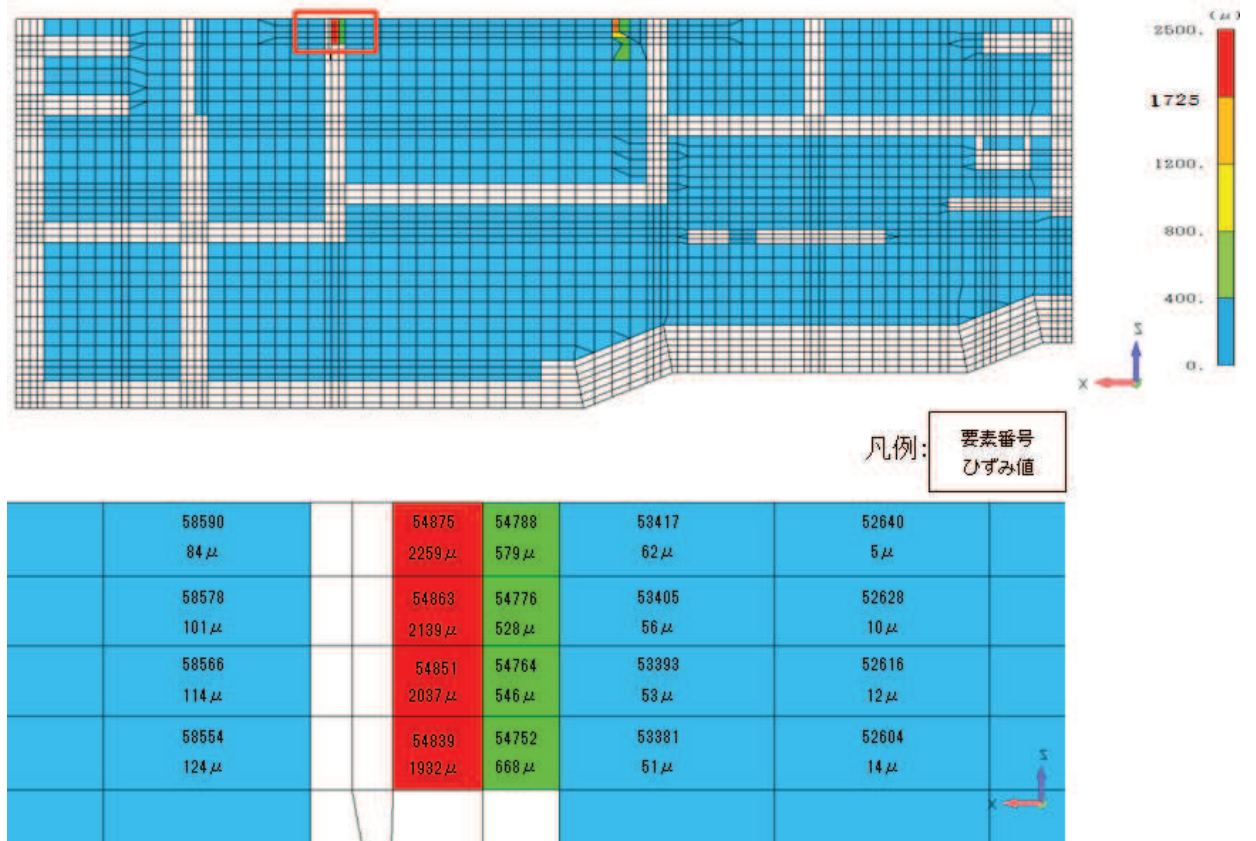 (μ)
2500.
1725
1200.
800.
400.
0.
Z
X
凡例:
要素番号
ひずみ値
58590 54875 54788 53417 52640
84μ 2259μ 579μ 62μ 5μ
58578 54863 54776 53405 52628
101μ 2139μ 528μ 56μ 10μ
58566 54851 54764 53393 52616
114μ 2037μ 546μ 53μ 12μ
58554 54839 54752 53381 52604
124μ 1932μ 668μ 51μ 14μ
Z
X